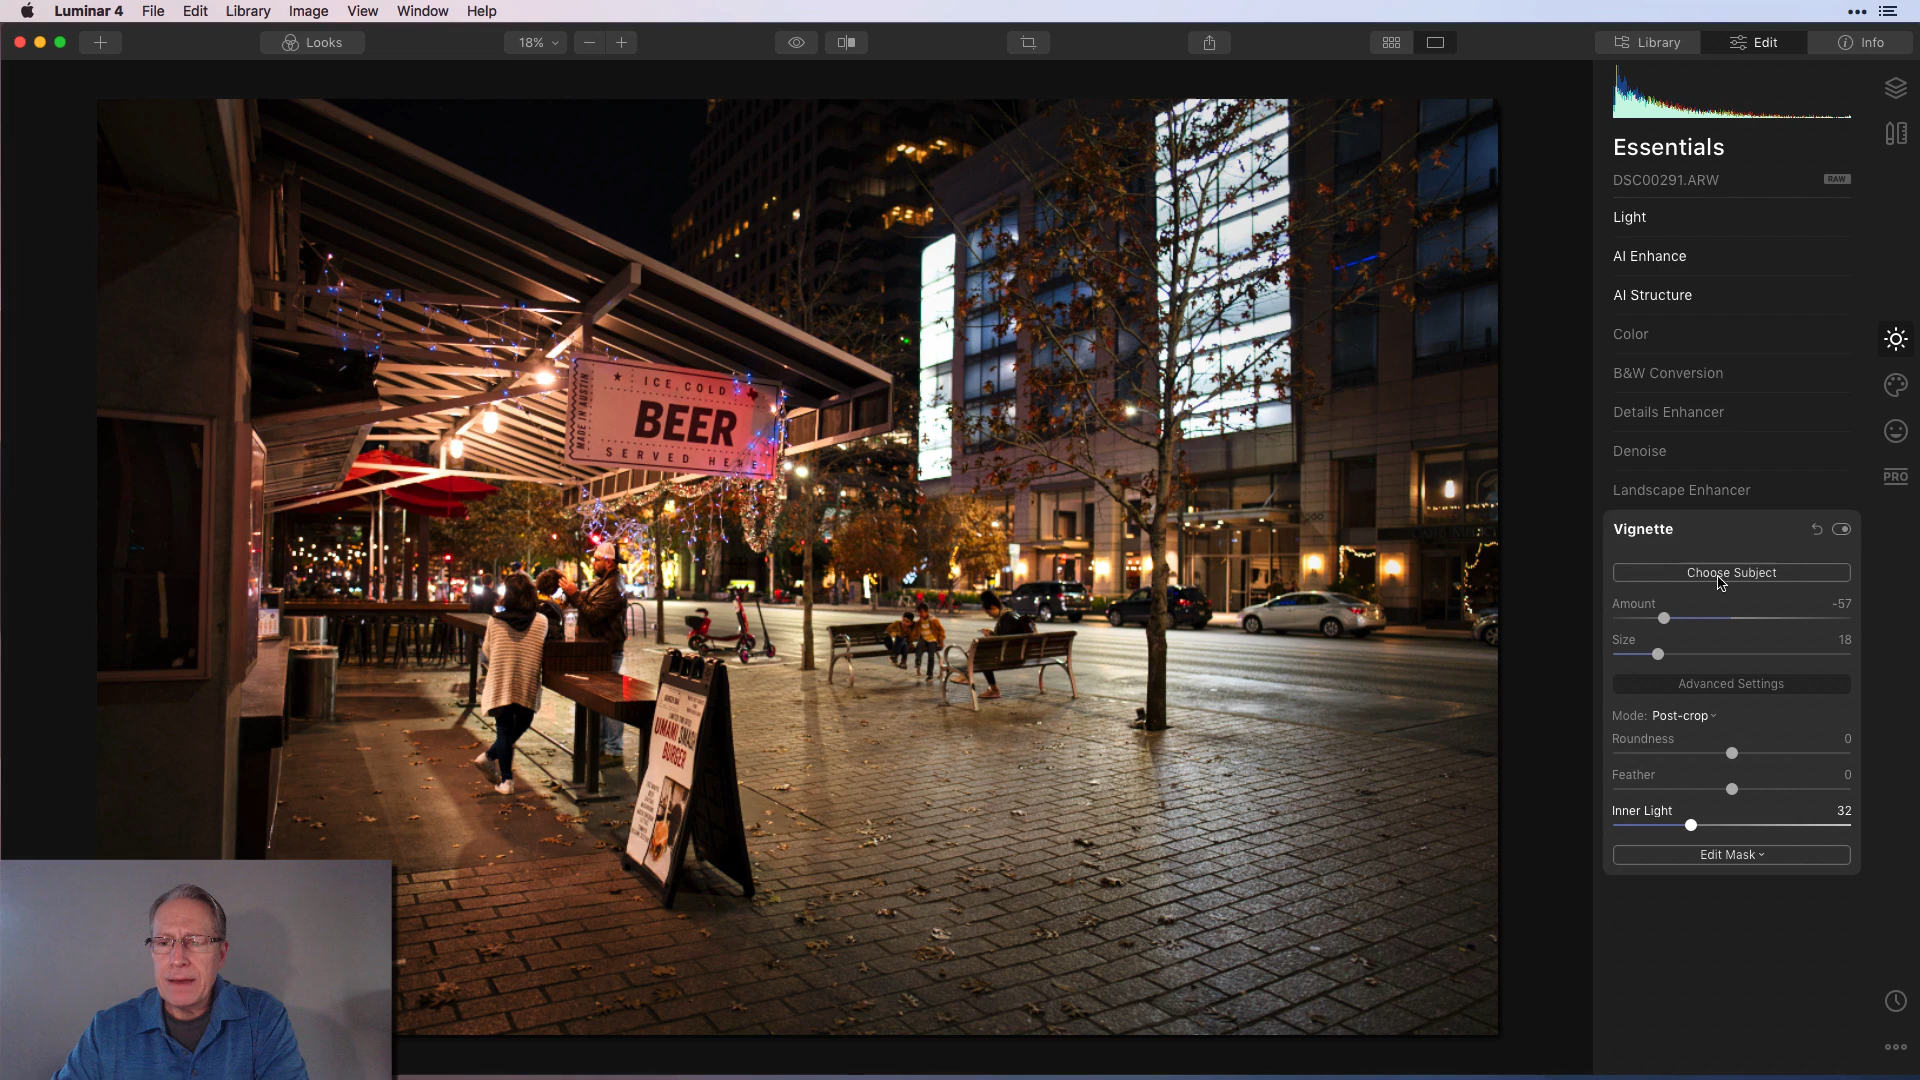 Luminar 4 File Edit Library Image View Window Help
Looks
18%
Library
Edit
Info
Essentials
DSC00291.ARW
RAW
Light
AI Enhance
AI Structure
Color
B&W Conversion
Details Enhancer
Denoise
Landscape Enhancer
Vignette
Choose Subject
Amount -57
Size 18
Advanced Settings
Mode: Post-crop
Roundness 0
Feather 0
Inner Light 32
Edit Mask
PRO
MADE IN AUSTIN
ICE COLD
BEER
SERVED HERE
UMAMI SMASH
BURGER